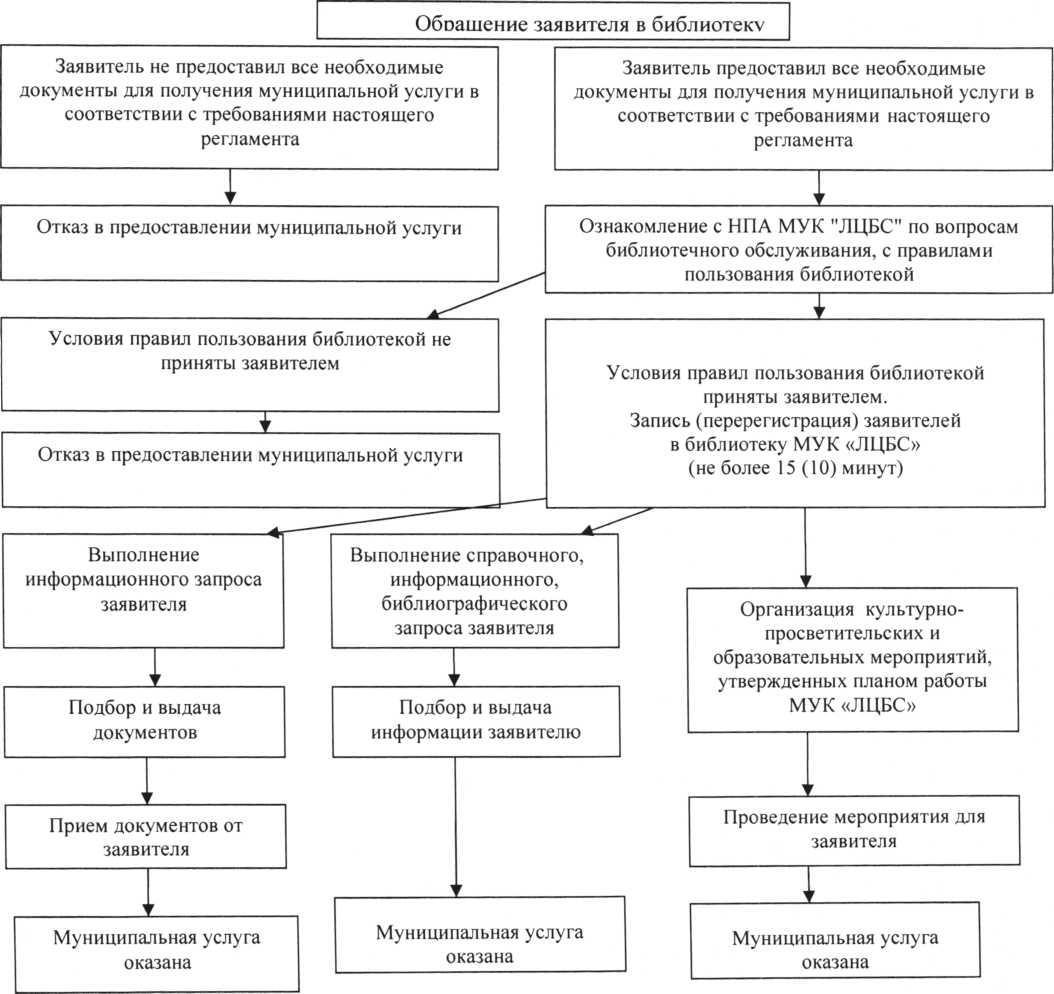 Обращение заявителя в библиотеку
Заявитель не предоставил все необходимые
документы для получения муниципальной услуги в
соответствии с требованиями настоящего
регламента
Заявитель предоставил все необходимые
документы для получения муниципальной услуги в
соответствии с требованиями настоящего
регламента
Отказ в предоставлении муниципальной услуги
Ознакомление с НПА МУК "ЛЦБС" по вопросам
библиотечного обслуживания, с правилами
пользования библиотекой
Условия правил пользования библиотекой не
приняты заявителем
Условия правил пользования библиотекой
приняты заявителем.
Запись (перерегистрация) заявителей
в библиотеку МУК «ЛЦБС»
(не более 15 (10) минут)
Отказ в предоставлении муниципальной услуги
Выполнение
информационного запроса
заявителя
Выполнение справочного,
информационного,
библиографического
запроса заявителя
Организация культурно-
просветительских и
образовательных мероприятий,
утвержденных планом работы
МУК «ЛЦБС»
Подбор и выдача
документов
Подбор и выдача
информации заявителю
Прием документов от
заявителя
Проведение мероприятия для
заявителя
Муниципальная услуга
оказана
Муниципальная услуга
оказана
Муниципальная услуга
оказана